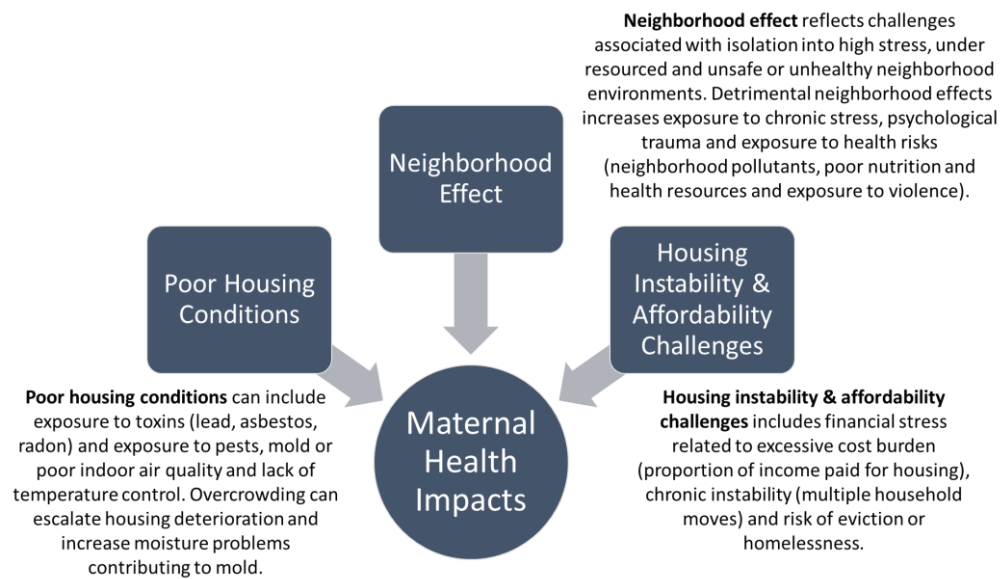 Neighborhood effect reflects challenges
associated with isolation into high stress, under
resourced and unsafe or unhealthy neighborhood
environments. Detrimental neighborhood effects
increases exposure to chronic stress, psychological
trauma and exposure to health risks
(neighborhood pollutants, poor nutrition and
health resources and exposure to violence).
Neighborhood
Effect
Poor Housing
Conditions
Housing
Instability &
Affordability
Challenges
Poor housing conditions can include
exposure to toxins (lead, asbestos,
radon) and exposure to pests, mold or
poor indoor air quality and lack of
temperature control. Overcrowding can
escalate housing deterioration and
increase moisture problems
contributing to mold.
Maternal
Health
Impacts
Housing instability & affordability
challenges includes financial stress
related to excessive cost burden
(proportion of income paid for housing),
chronic instability (multiple household
moves) and risk of eviction or
homelessness.